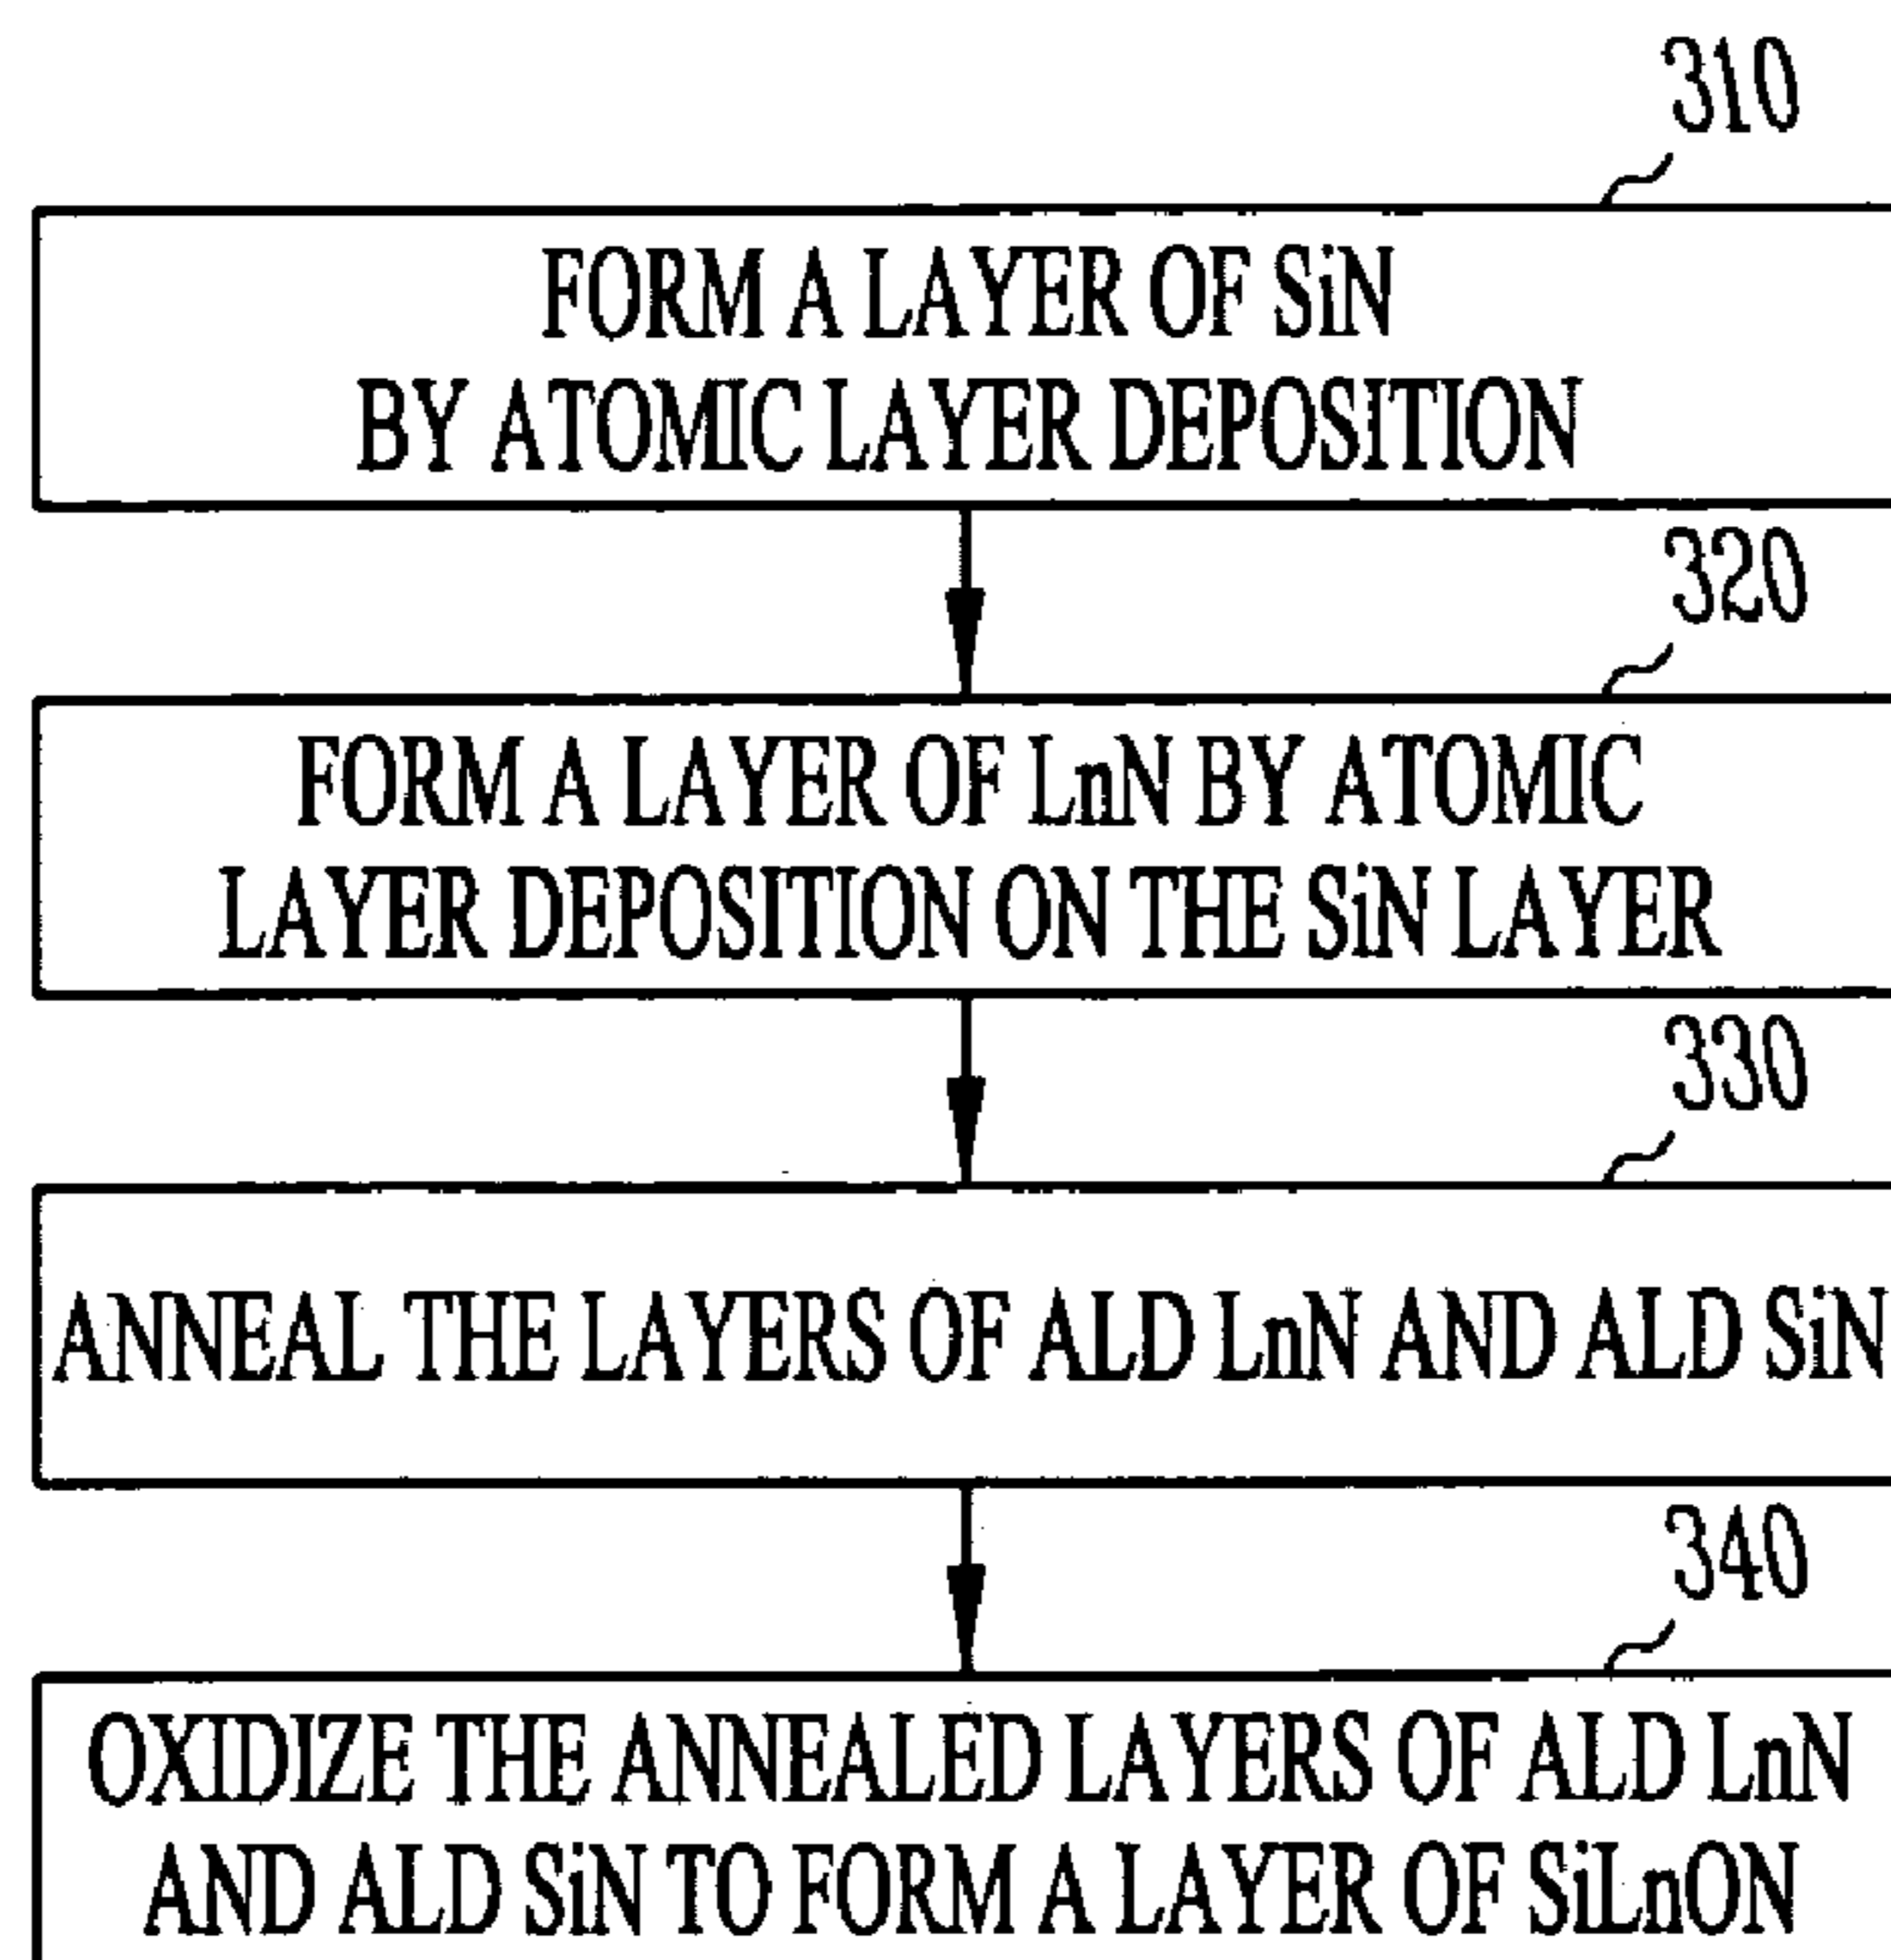 310
FORM A LAYER OF SiN
BY ATOMIC LAYER DEPOSITION
320
FORM A LAYER OF LnN BY ATOMIC
LAYER DEPOSITION ON THE SiN LAYER
330
ANNEAL THE LAYERS OF ALD LnN AND ALD SiN
340
OXIDIZE THE ANNEALED LAYERS OF ALD LnN
AND ALD SiN TO FORM A LAYER OF SiLnON